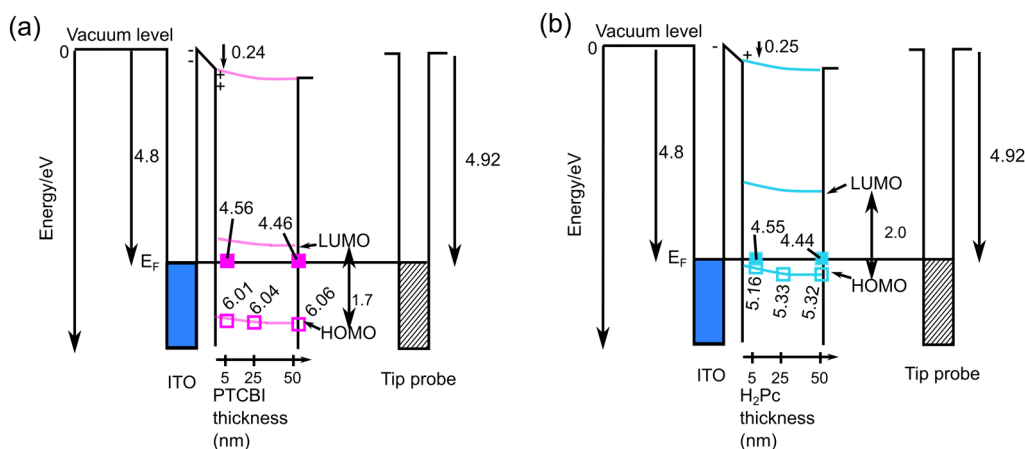 (a)
Vacuum level
0
0.24
- 
-
+
+
4.8
4.92
Energy/eV
4.56
4.46
LUMO
E_F
6.01
6.04
6.06
1.7
HOMO
5 25 50
ITO
PTCBI
thickness
(nm)
Tip probe
(b)
Vacuum level
0
-
+
0.25
4.8
4.92
Energy/eV
LUMO
4.55
4.44
2.0
E_F
5.16
5.33
5.32
HOMO
5 25 50
ITO
H₂Pc
thickness
(nm)
Tip probe